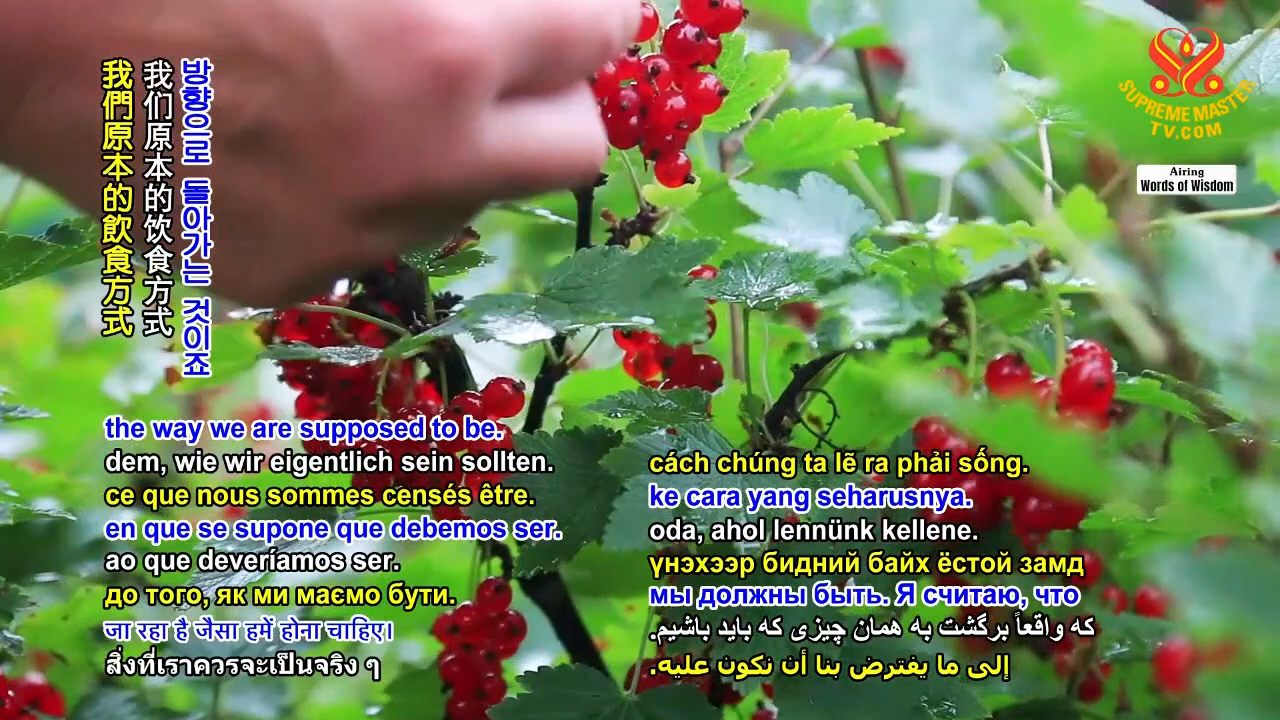 我們原本的飲食方式
我们原本的饮食方式
방향으로 돌아가는 것이죠
SUPREME MASTER
TV.COM
Airing
Words of Wisdom
the way we are supposed to be.
dem, wie wir eigentlich sein sollten.
ce que nous sommes censés être.
en que se supone que debemos ser.
ao que deveríamos ser.
до того, як ми маємо бути.
जा रहा है जैसा हमें होना चाहिए।
สิ่งที่เราควรจะเป็นจริง ๆ
cách chúng ta lẽ ra phải sống.
ke cara yang seharusnya.
oda, ahol lennünk kellene.
үнэхээр бидний байх ёстой замд
мы должны быть. Я считаю, что
که واقعاً برگشت به همان چیزی که باید باشیم.
إلى ما يفترض بنا أن نكون عليه.